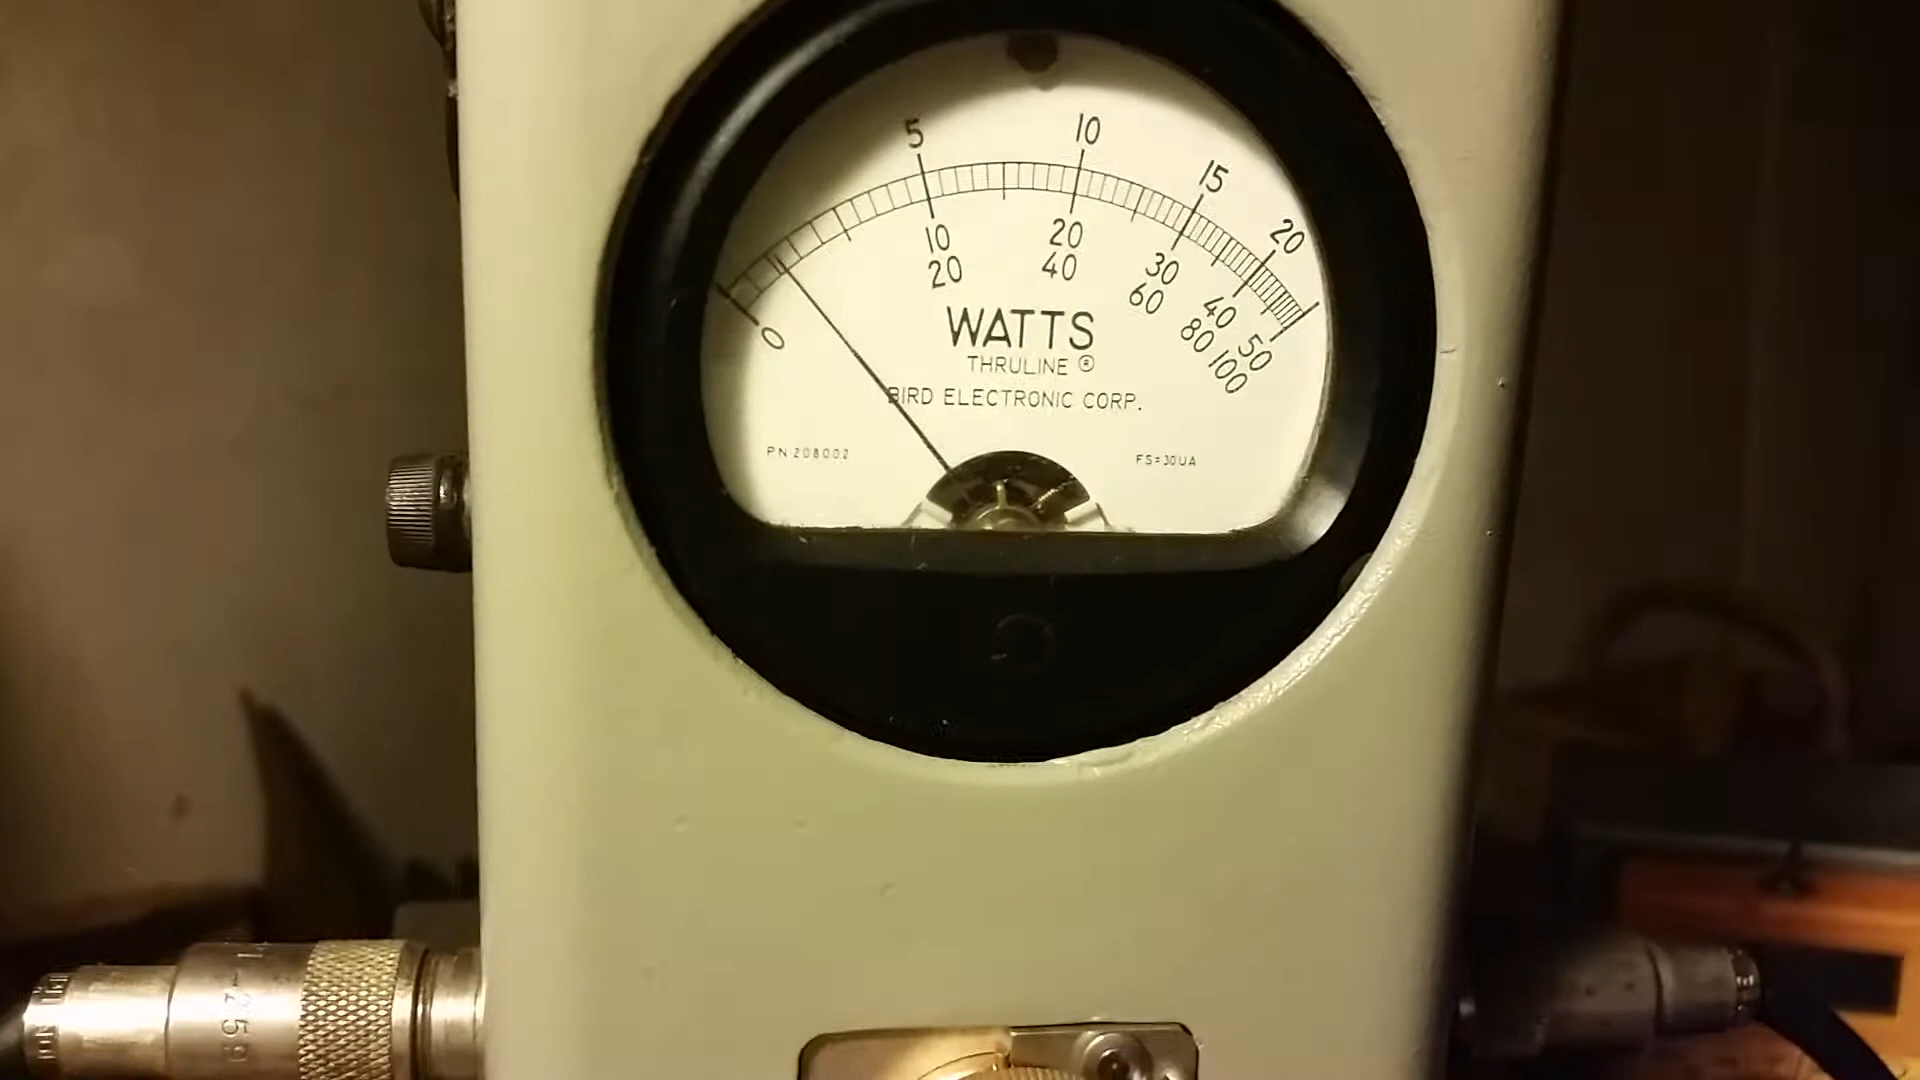 5 10 15 20
0 10 20 30 40 50
20 40 60 80 100
WATTS
THRULINE ®
BIRD ELECTRONIC CORP.
PN 208002 FS=30UA
-259